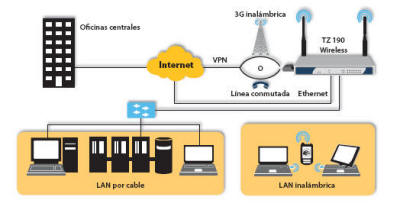 Oficinas centrales
3G inalámbrica
TZ 190
Wireless
Internet
VPN
Línea conmutada
Ethernet
LAN por cable
LAN inalámbrica